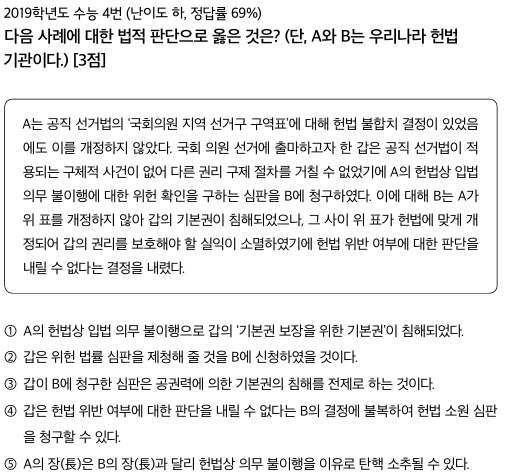 2019학년도 수능 4번 (난이도 하, 정답률 69%)
다음 사례에 대한 법적 판단으로 옳은 것은? (단, A와 B는 우리나라 헌법
기관이다.) [3점]
A는 공직 선거법의 ‘국회의원 지역 선거구 구역표’에 대해 헌법 불합치 결정이 있었음
에도 이를 개정하지 않았다. 국회 의원 선거에 출마하고자 한 갑은 공직 선거법이 적
용되는 구체적 사건이 없어 다른 권리 구제 절차를 거칠 수 없었기에 A의 헌법상 입법
의무 불이행에 대한 위헌 확인을 구하는 심판을 B에 청구하였다. 이에 대해 B는 A가
위 표를 개정하지 않아 갑의 기본권이 침해되었으나, 그 사이 위 표가 헌법에 맞게 개
정되어 갑의 권리를 보호해야 할 실익이 소멸하였기에 헌법 위반 여부에 대한 판단을
내릴 수 없다는 결정을 내렸다.
① A의 헌법상 입법 의무 불이행으로 갑의 ‘기본권 보장을 위한 기본권’이 침해되었다.
② 갑은 위헌 법률 심판을 제청해 줄 것을 B에 신청하였을 것이다.
③ 갑이 B에 청구한 심판은 공권력에 의한 기본권의 침해를 전제로 하는 것이다.
④ 갑은 헌법 위반 여부에 대한 판단을 내릴 수 없다는 B의 결정에 불복하여 헌법 소원 심판
을 청구할 수 있다.
⑤ A의 장(長)은 B의 장(長)과 달리 헌법상 의무 불이행을 이유로 탄핵 소추될 수 있다.